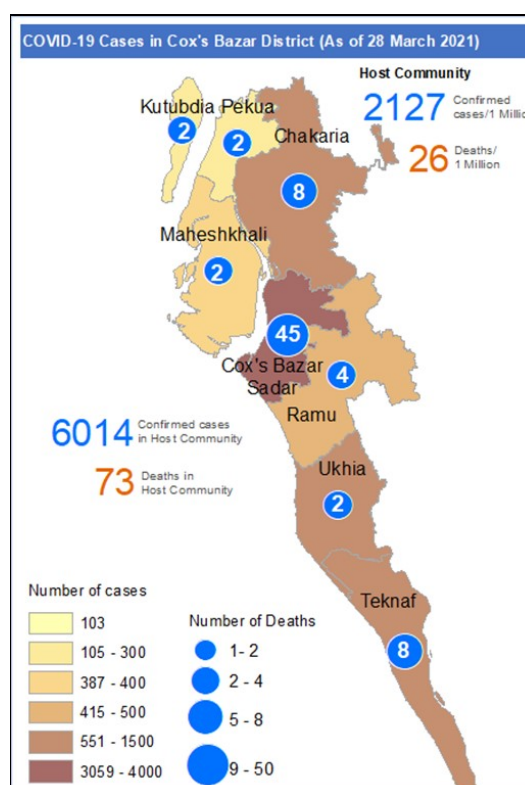 COVID-19 Cases in Cox's Bazar District (As of 28 March 2021)
Host Community
2127 Confirmed
cases/1 Millio
26 Deaths/
1 Million
Kutubdia Pekua
2
2
Chakaria
8
Maheshkhali
2
45
Cox's Bazar
Sadar
4
Ramu
6014 Confirmed cases
in Host Community
73 Deaths in
Host Community
Ukhia
2
Teknaf
8
Number of cases
103
105 - 300
387 - 400
415 - 500
551 - 1500
3059 - 4000
Number of Deaths
1 - 2
2 - 4
5 - 8
9 - 50